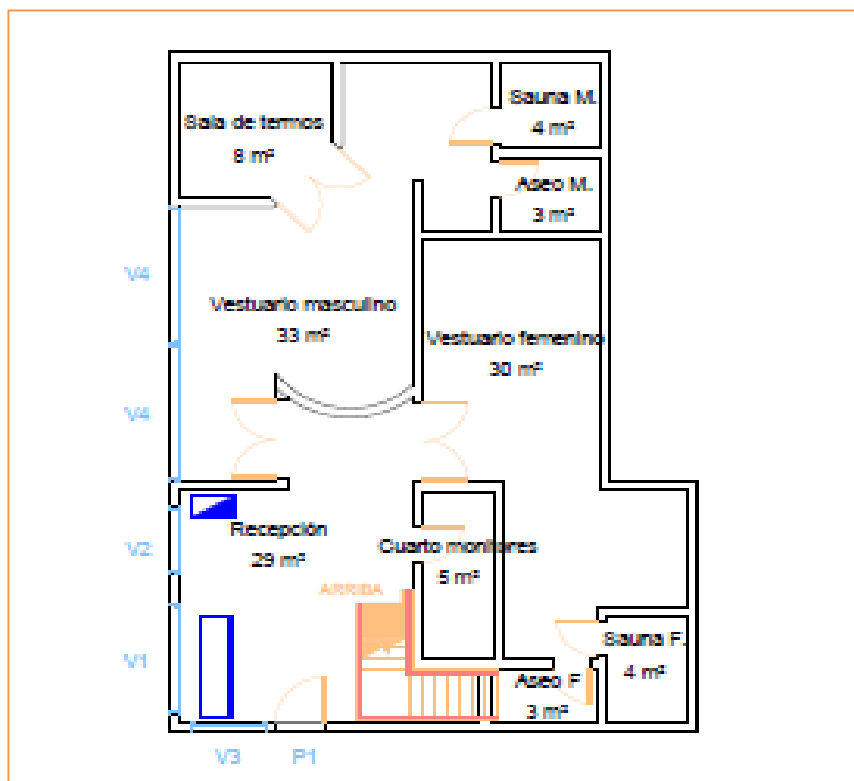 Sauna M.
4 m²
Sala de termos
8 m²
Aseo M.
3 m²
V4
Vestuario masculino
33 m²
Vestuario femenino
30 m²
V4
Recepción
29 m²
V2
Cuarto monitores
5 m²
ARRIBA
V1
Sauna F.
4 m²
Aseo F
3 m²
V3
P1